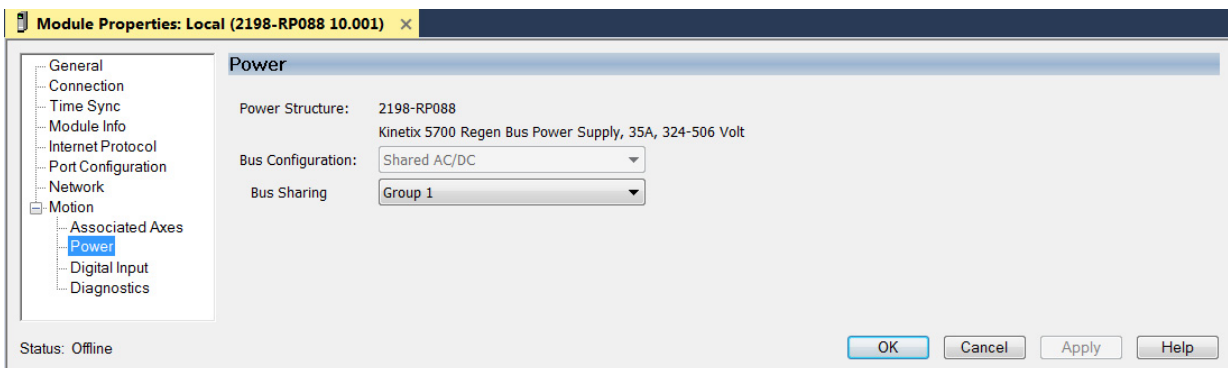 Module Properties: Local (2198-RP088 10.001) ×
General
Connection
Time Sync
Module Info
Internet Protocol
Port Configuration
Network
Motion
Associated Axes
Power
Digital Input
Diagnostics
Power
Power Structure: 2198-RP088
Kinetix 5700 Regen Bus Power Supply, 35A, 324-506 Volt
Bus Configuration: Shared AC/DC
Bus Sharing Group 1
Status: Offline
OK Cancel Apply Help